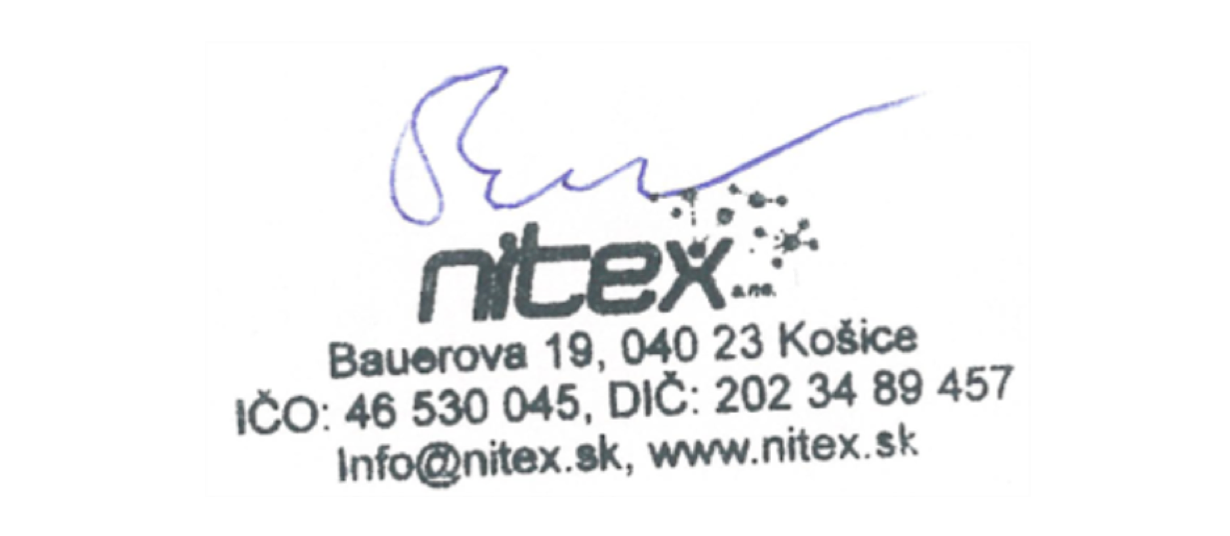 nitex s.r.o.
Bauerova 19, 040 23 Košice
IČO: 46 530 045, DIČ: 202 34 89 457
Info@nitex.sk, www.nitex.sk